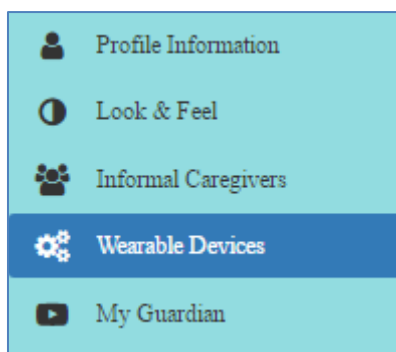 Profile Information
Look & Feel
Informal Caregivers
Wearable Devices
My Guardian